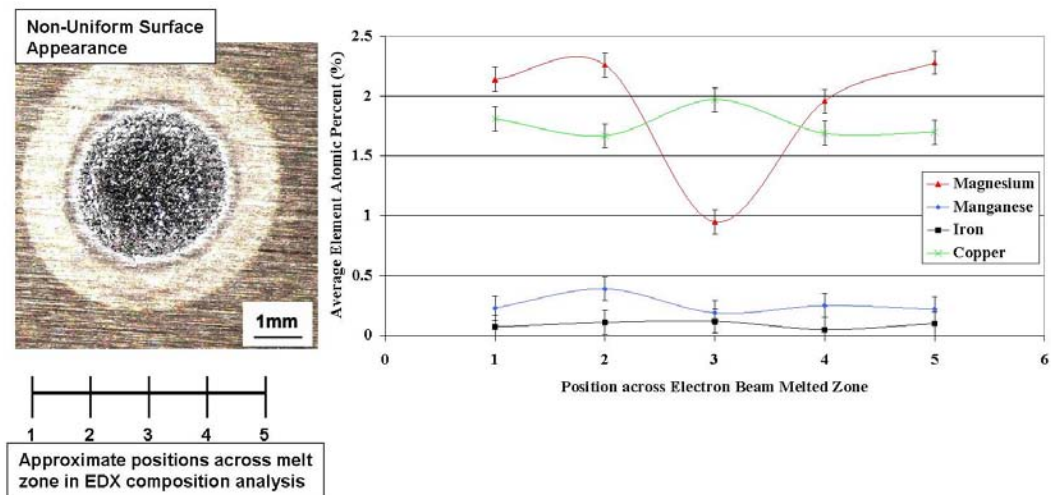 Non-Uniform Surface
Appearance
1mm
1
2
3
4
5
Approximate positions across melt
zone in EDX composition analysis
Average Element Atomic Percent (%)
2.5
2
1.5
1
0.5
0
0
1
2
3
4
5
6
Position across Electron Beam Melted Zone
Magnesium
Manganese
Iron
Copper